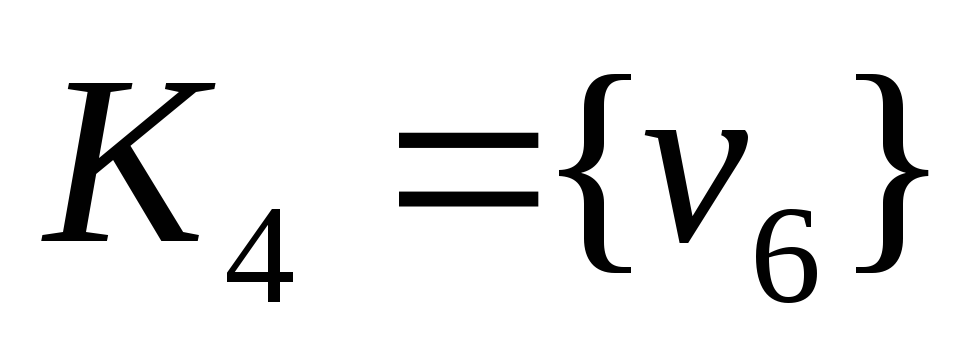 K₄ ={v₆}